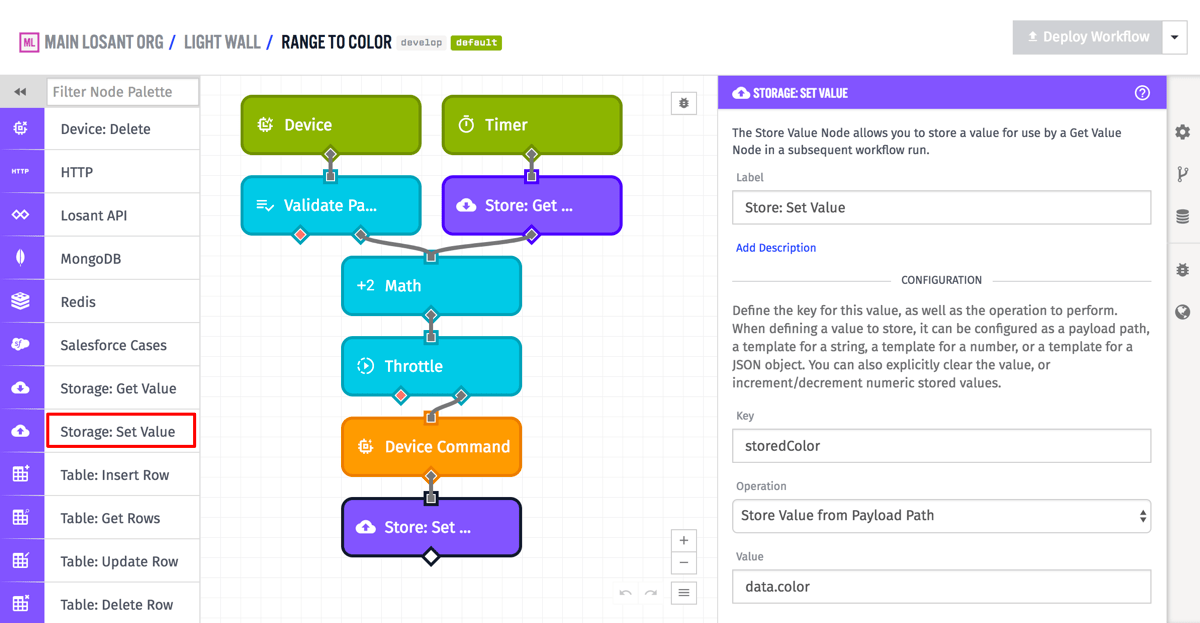 ML MAIN LOSANT ORG / LIGHT WALL / RANGE TO COLOR develop default
Deploy Workflow
Filter Node Palette
Device: Delete
HTTP HTTP
Losant API
MongoDB
Redis
sf Salesforce Cases
Storage: Get Value
Storage: Set Value
Table: Insert Row
Table: Get Rows
Table: Update Row
Table: Delete Row
Device
Timer
Validate Pa...
Store: Get ...
+2 Math
Throttle
Device Command
Store: Set ...
+
−
STORAGE: SET VALUE ?
The Store Value Node allows you to store a value for use by a Get Value
Node in a subsequent workflow run.
Label
Store: Set Value
Add Description
CONFIGURATION
Define the key for this value, as well as the operation to perform.
When defining a value to store, it can be configured as a payload path,
a template for a string, a template for a number, or a template for a
JSON object. You can also explicitly clear the value, or
increment/decrement numeric stored values.
Key
storedColor
Operation
Store Value from Payload Path
Value
data.color